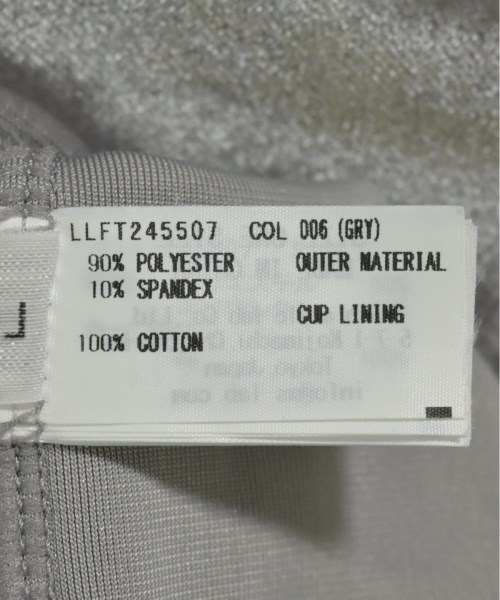 LLFT245507 COL 006 (GRY)
90% POLYESTER OUTER MATERIAL
10% SPANDEX
CUP LINING
100% COTTON
L